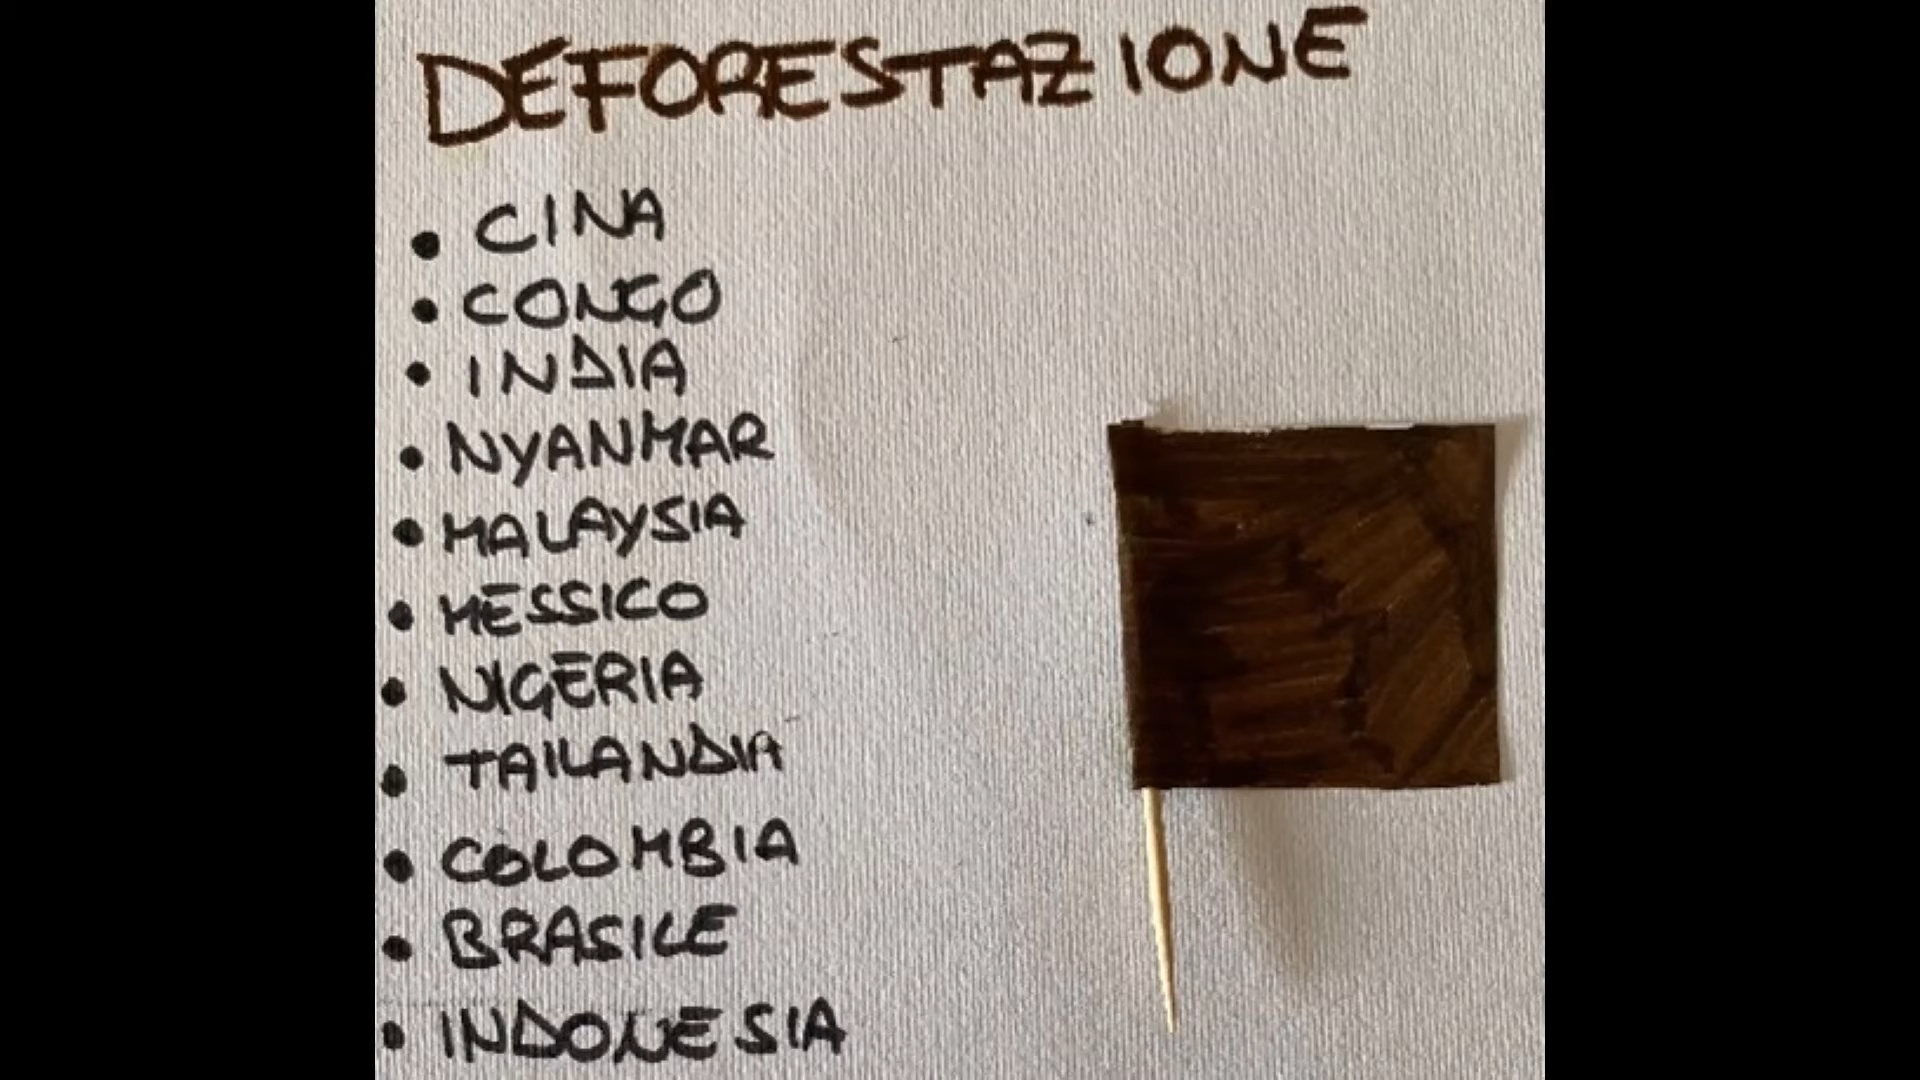 DEFORESTAZIONE
• CINA
• CONGO
• INDIA
• NYANMAR
• MALAYSIA
• MESSICO
• NIGERIA
• TAILANDIA
• COLOMBIA
• BRASILE
• INDONESIA